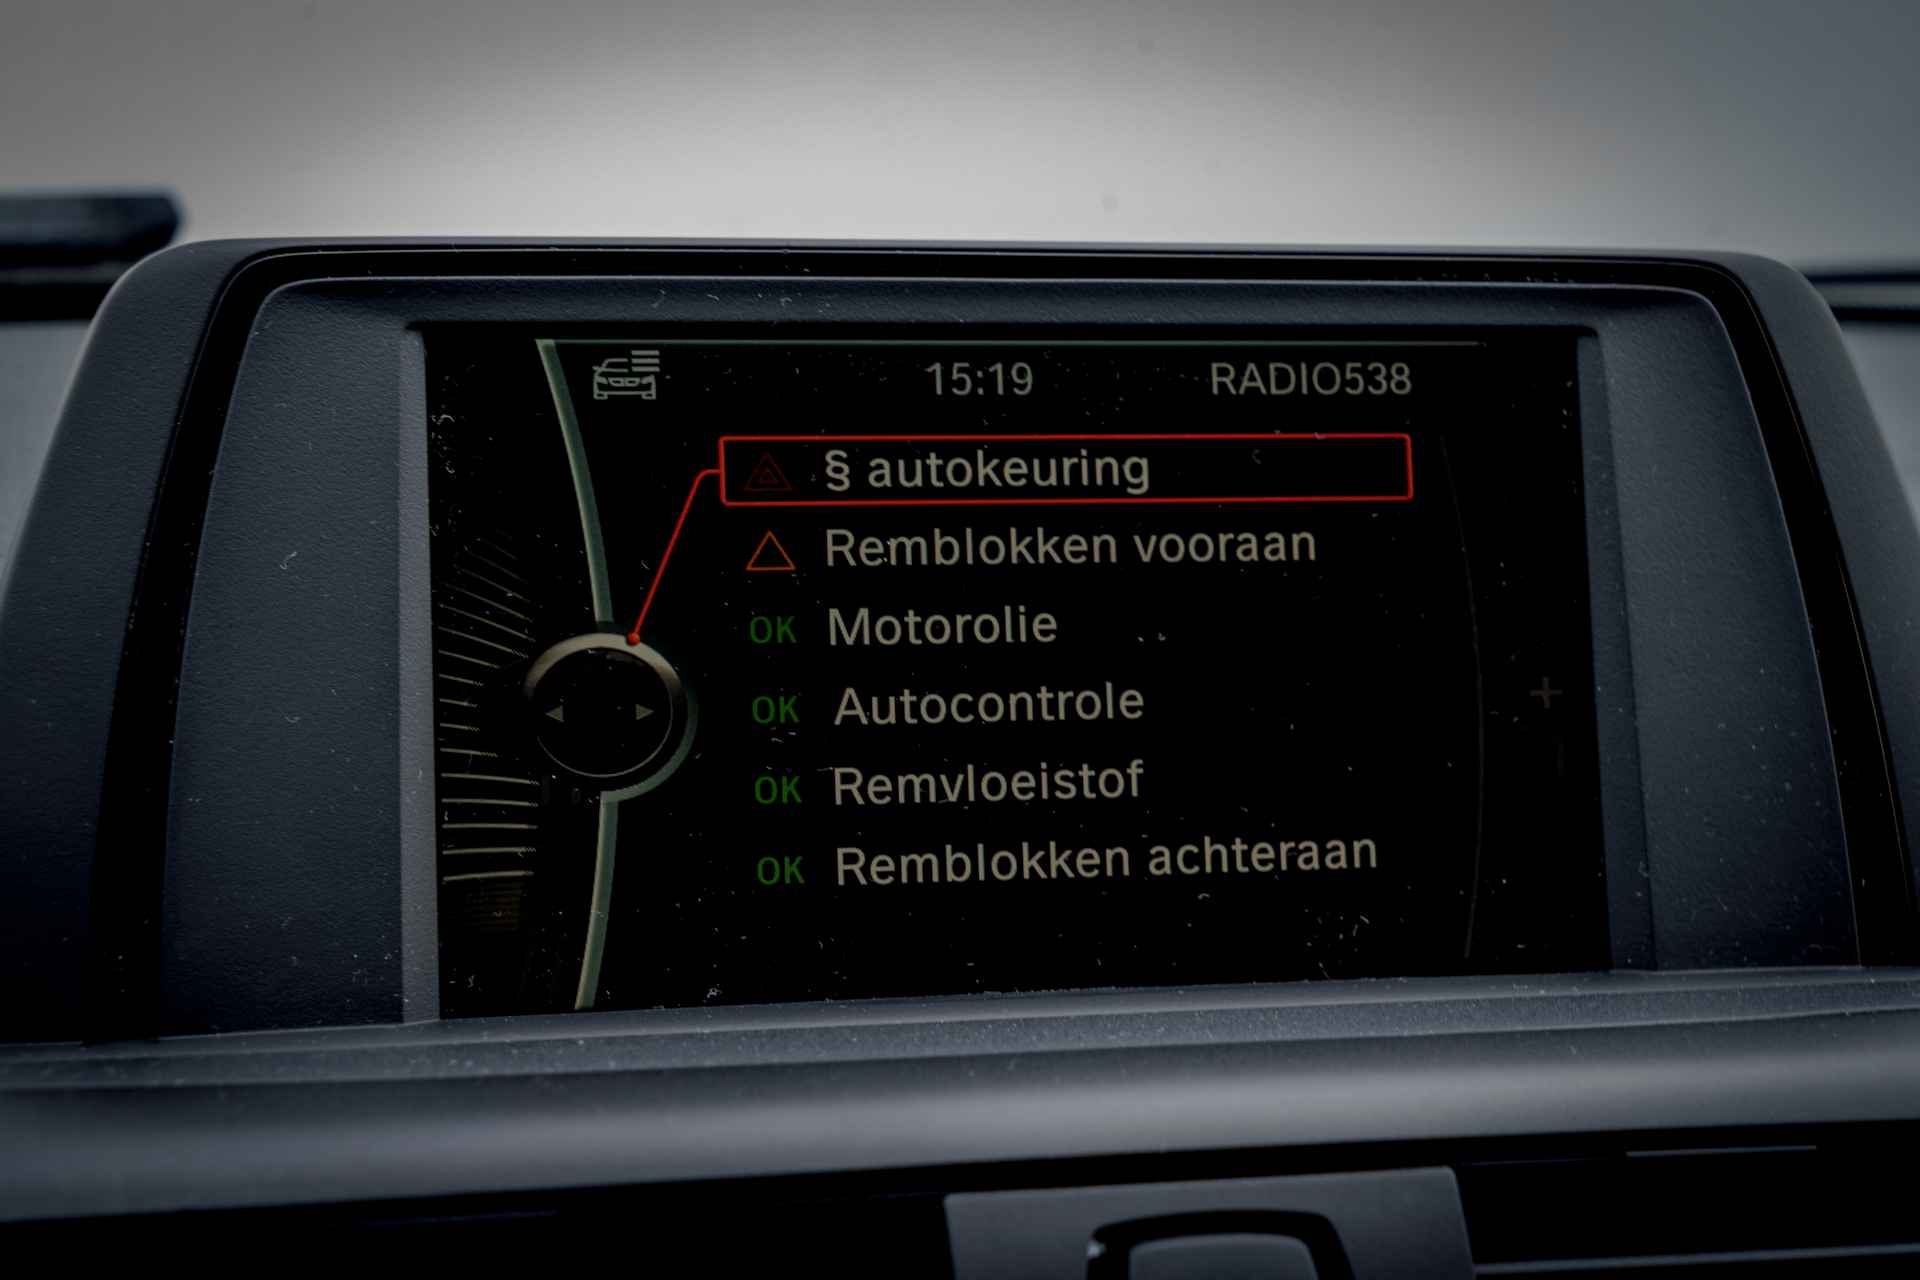 15:19 RADIO538
§ autokeuring
Remblokken vooraan
OK Motorolie
OK Autocontrole
OK Remvloeistof
OK Remblokken achteraan